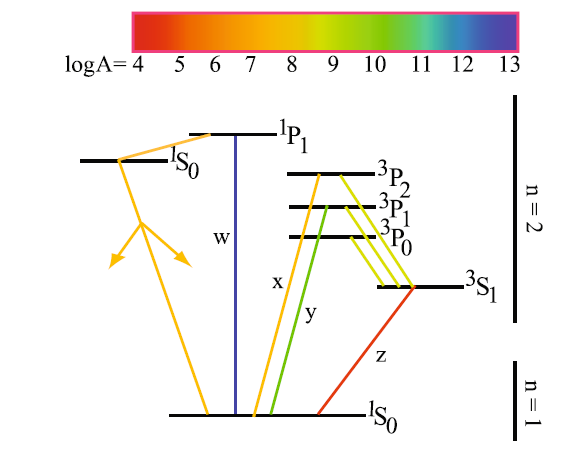 logA= 4 5 6 7 8 9 10 11 12 13
¹P₁
¹S₀
³P₂
³P₁
³P₀
n = 2
w
x
³S₁
y
z
n = 1
¹S₀